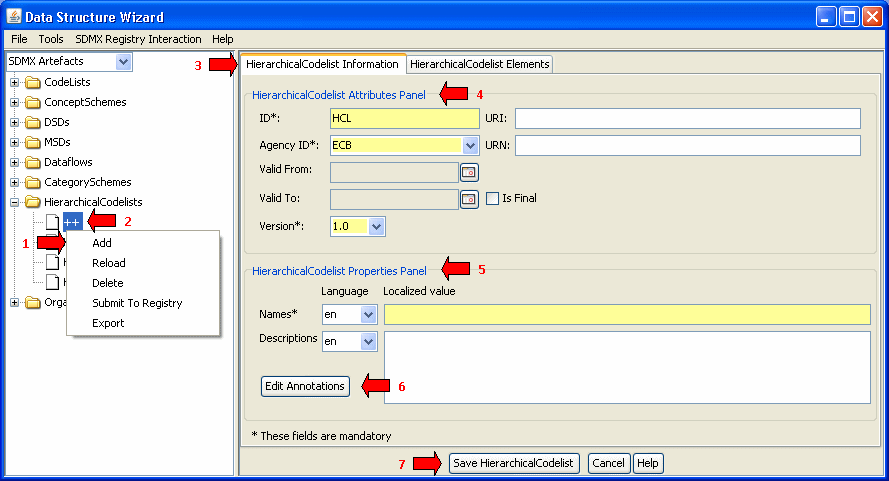 Data Structure Wizard
File Tools SDMX Registry Interaction Help
SDMX Artefacts
CodeLists
ConceptSchemes
DSDs
MSDs
Dataflows
CategorySchemes
HierarchicalCodelists
++ 2
1
Add
Reload
Delete
Submit To Registry
Export
Orga
3 HierarchicalCodelist Information HierarchicalCodelist Elements
HierarchicalCodelist Attributes Panel 4
ID*: HCL URI:
Agency ID*: ECB URN:
Valid From:
Valid To: Is Final
Version*: 1.0
HierarchicalCodelist Properties Panel 5
Language Localized value
Names* en
Descriptions en
Edit Annotations 6
* These fields are mandatory
7 Save HierarchicalCodelist Cancel Help